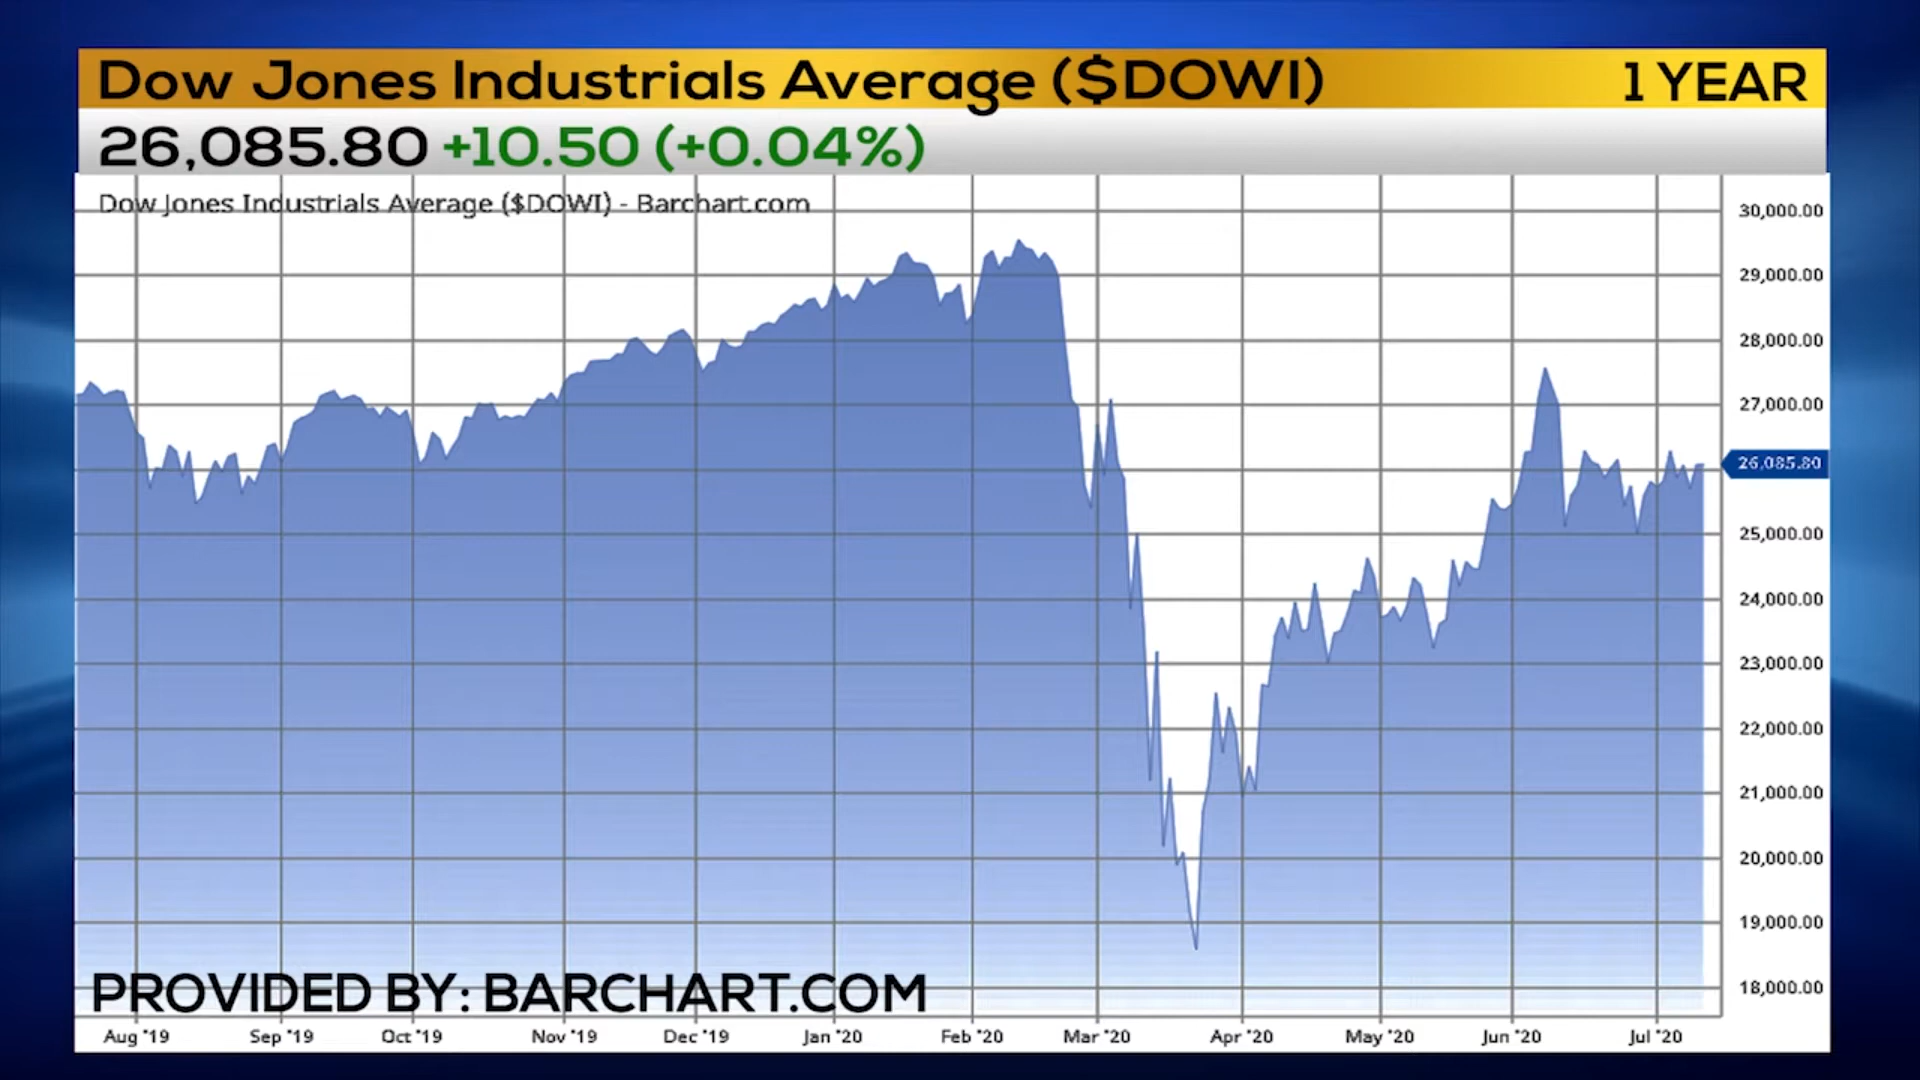 Dow Jones Industrials Average ($DOWI) 1 YEAR
26,085.80 +10.50 (+0.04%)
Dow Jones Industrials Average ($DOWI) - Barchart.com
30,000.00
29,000.00
28,000.00
27,000.00
26,085.80
25,000.00
24,000.00
23,000.00
22,000.00
21,000.00
20,000.00
19,000.00
18,000.00
PROVIDED BY: BARCHART.COM
Aug '19 Sep '19 Oct '19 Nov '19 Dec '19 Jan '20 Feb '20 Mar '20 Apr '20 May '20 Jun '20 Jul '20